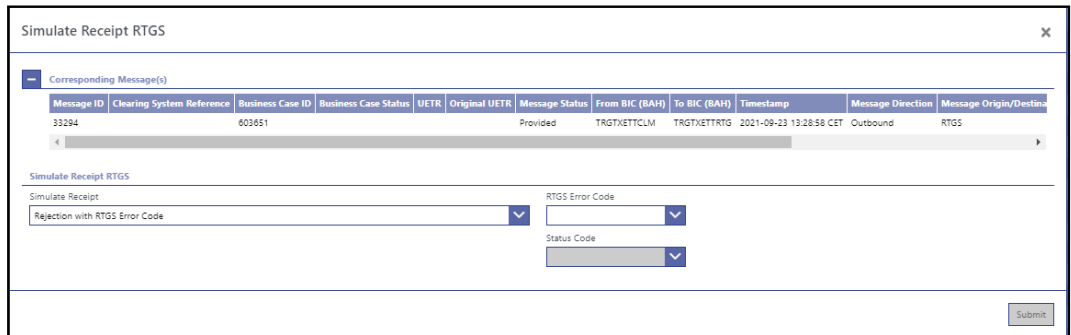 Simulate Receipt RTGS
Corresponding Message(s)
Message ID Clearing System Reference Business Case ID Business Case Status UETR Original UETR Message Status From BIC (BAH) To BIC (BAH) Timestamp Message Direction Message Origin/Destina
33294 603651 Provided TRGTXETTCLM TRGTXETTRTG 2021-09-23 13:28:58 CET Outbound RTGS
Simulate Receipt RTGS
Simulate Receipt RTGS Error Code
Rejection with RTGS Error Code
Status Code
Submit